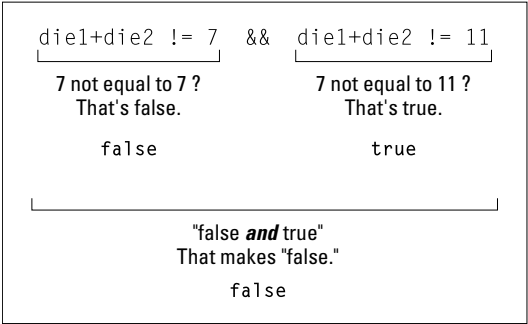 die1+die2 != 7 && die1+die2 != 11
7 not equal to 7 ? 7 not equal to 11 ?
That's false. That's true.
false true
"false and true"
That makes "false."
false